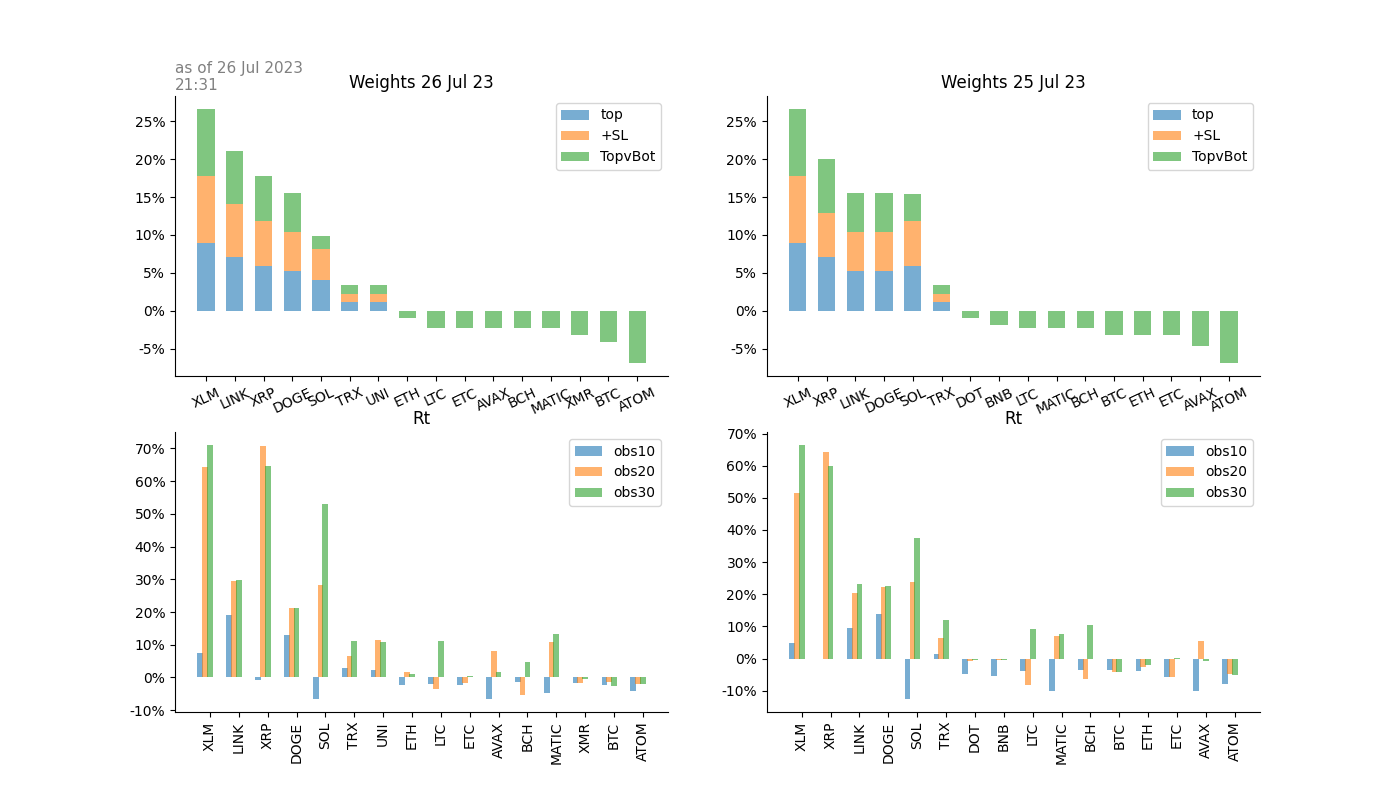 as of 26 Jul 2023
21:31
Weights 26 Jul 23
25%
20%
15%
10%
5%
0%
-5%
top
+SL
TopvBot
XLM LINK XRP DOGE SOL TRX UNI ETH LTC ETC AVAX BCH MATIC XMR BTC ATOM
Weights 25 Jul 23
25%
20%
15%
10%
5%
0%
-5%
top
+SL
TopvBot
XLM XRP LINK DOGE SOL TRX DOT BNB LTC MATIC BCH BTC ETH ETC AVAX ATOM
Rt
70%
60%
50%
40%
30%
20%
10%
0%
-10%
obs10
obs20
obs30
XLM LINK XRP DOGE SOL TRX UNI ETH LTC ETC AVAX BCH MATIC XMR BTC ATOM
Rt
70%
60%
50%
40%
30%
20%
10%
0%
-10%
obs10
obs20
obs30
XLM XRP LINK DOGE SOL TRX DOT BNB LTC MATIC BCH BTC ETH ETC AVAX ATOM